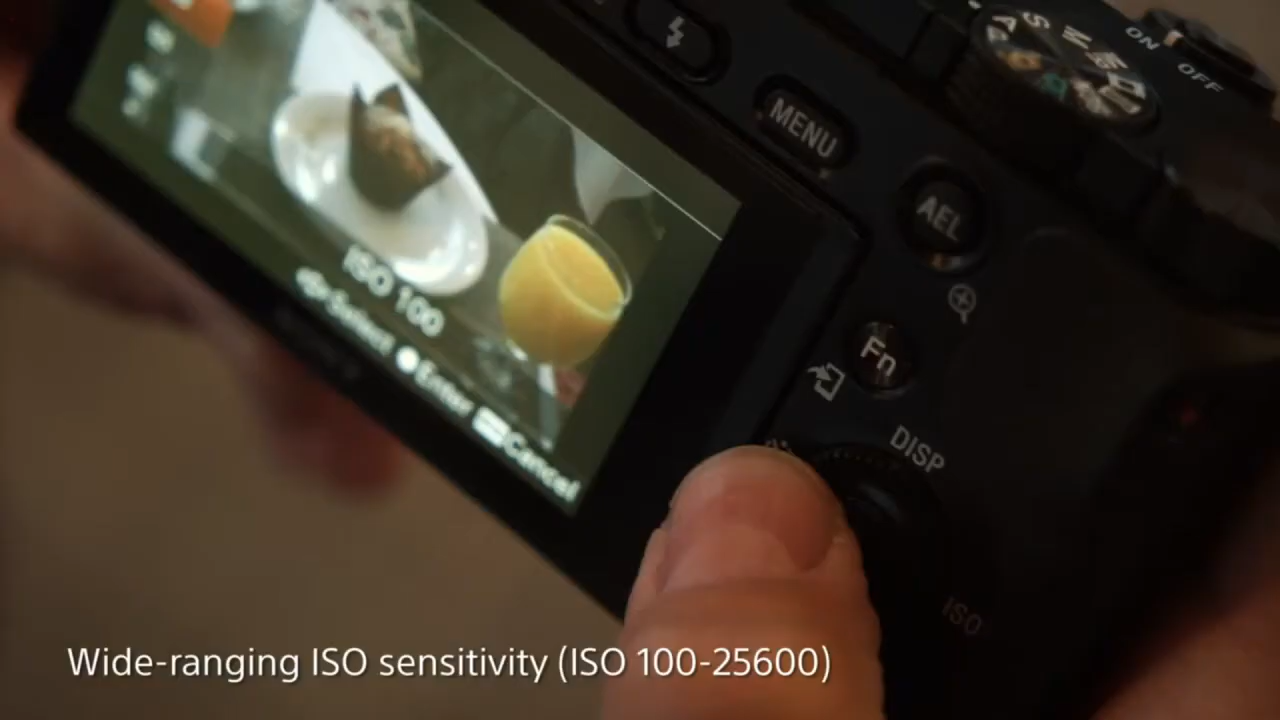 ON
OFF
A
S
M
MENU
AEL
Fn
DISP
ISO
ISO 100
Select
Enter
Cancel
Wide-ranging ISO sensitivity (ISO 100-25600)